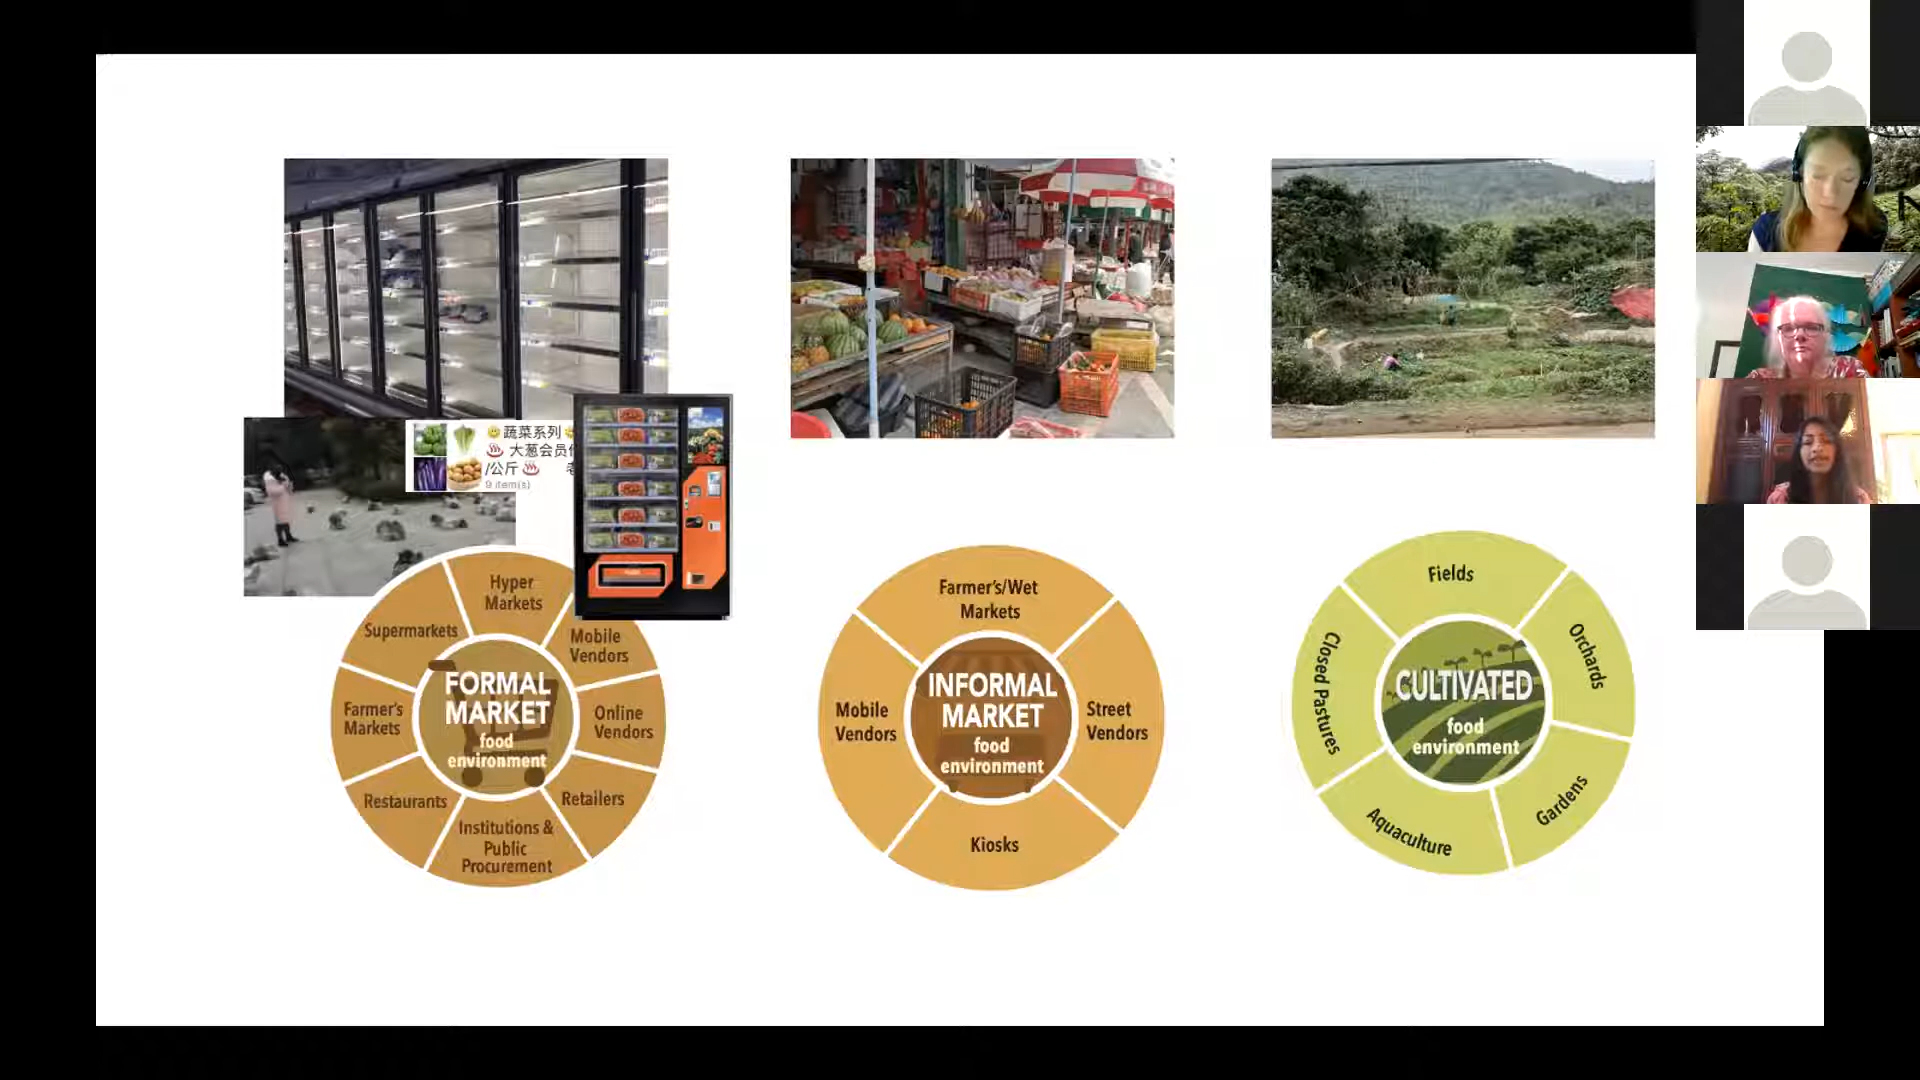 蔬菜系列
大葱会员
/公斤
9 item(s)
Hyper
Markets
Supermarkets
Mobile
Vendors
Farmer's
Markets
Online
Vendors
Restaurants
Retailers
Institutions &
Public
Procurement
FORMAL
MARKET
food
environment
Farmer's/Wet
Markets
Mobile
Vendors
Street
Vendors
Kiosks
INFORMAL
MARKET
food
environment
Fields
Orchards
Closed Pastures
Gardens
Aquaculture
CULTIVATED
food
environment